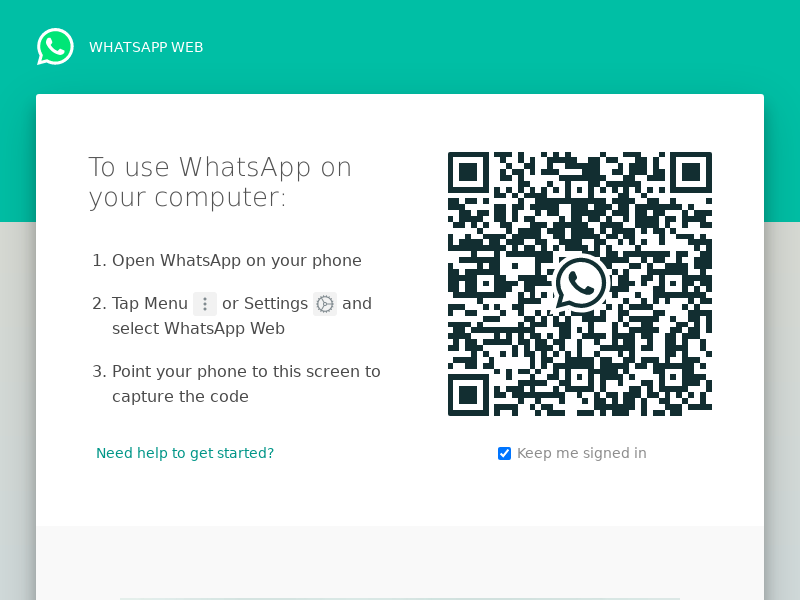 WHATSAPP WEB
To use WhatsApp on
your computer:
1. Open WhatsApp on your phone
2. Tap Menu or Settings and
select WhatsApp Web
3. Point your phone to this screen to
capture the code
Need help to get started?
Keep me signed in